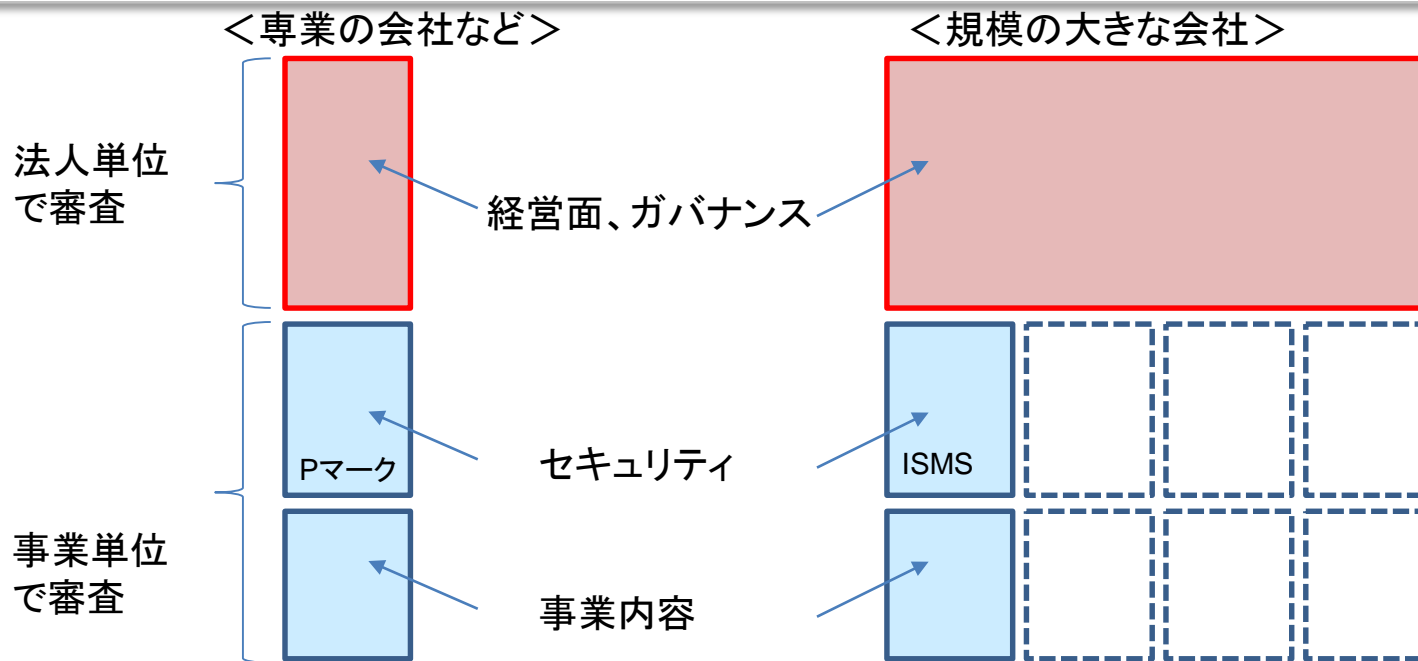 ＜専業の会社など＞
＜規模の大きな会社＞
法人単位
で審査
経営面、ガバナンス
Pマーク
セキュリティ
ISMS
事業単位
で審査
事業内容